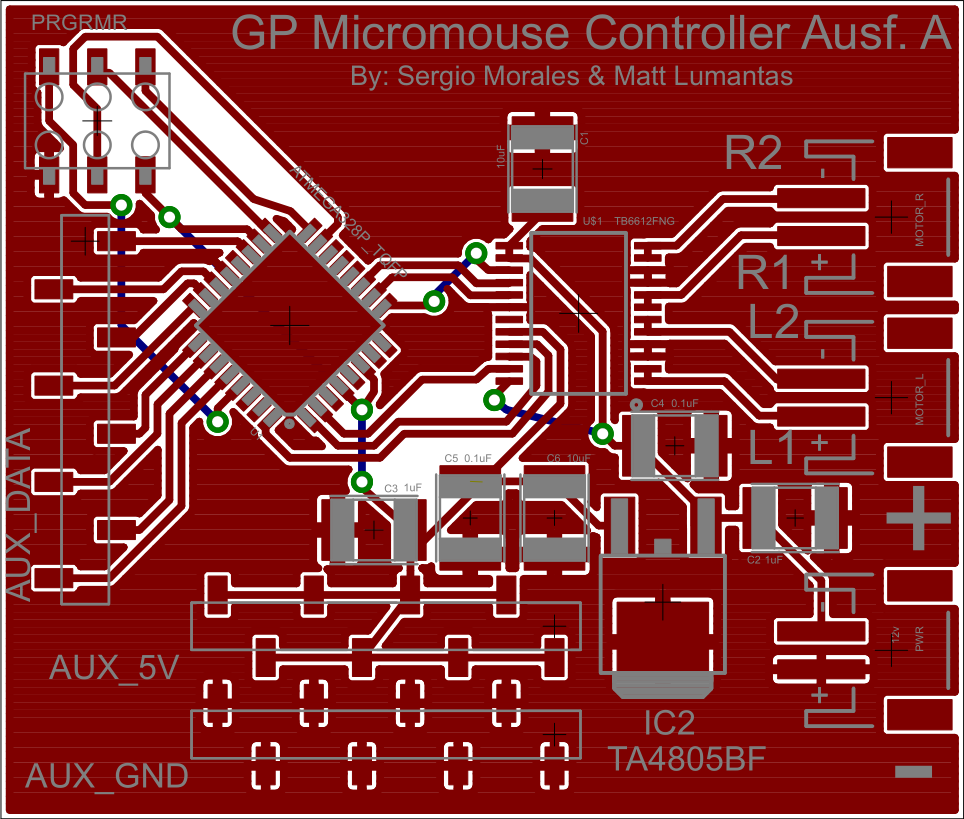 PRGRMR
GP Micromouse Controller Ausf. A
By: Sergio Morales & Matt Lumantas
10uF
C1
ATMEGA328P_TQFP
U$1 TB6612FNG
R2
-
MOTOR_R
R1
+
L2
-
MOTOR_L
L1
+
C4 0.1uF
C5 0.1uF
C6 10uF
C3 1uF
C2 1uF
AUX_DATA
+
-
12v
PWR
+
AUX_5V
IC2
TA4805BF
AUX_GND
-